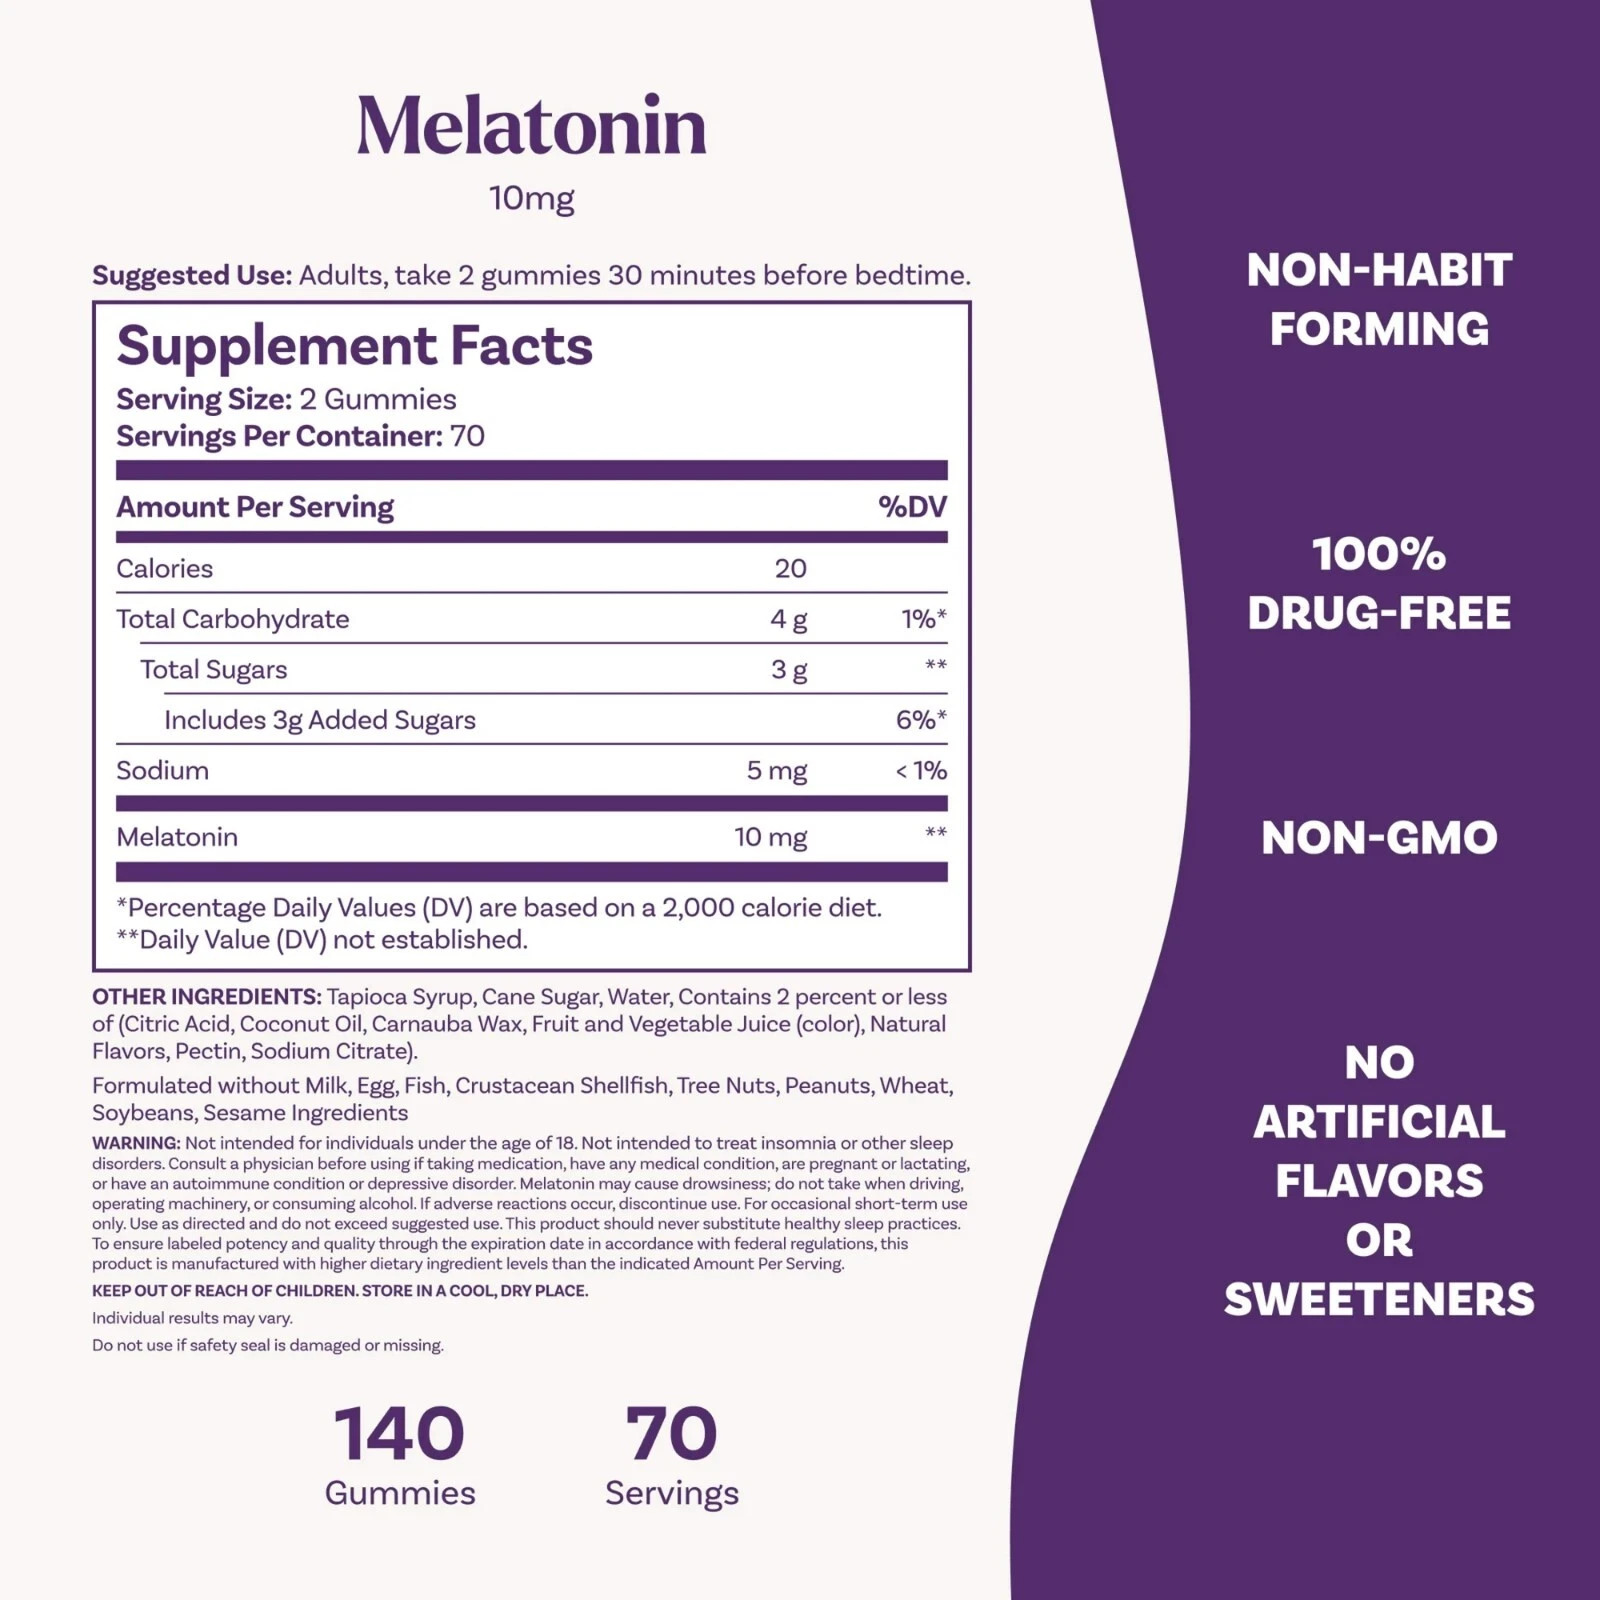 Melatonin
10mg
Suggested Use: Adults, take 2 gummies 30 minutes before bedtime.
Supplement Facts
Serving Size: 2 Gummies
Servings Per Container: 70
Amount Per Serving %DV
Calories 20
Total Carbohydrate 4 g 1%*
Total Sugars 3 g **
Includes 3g Added Sugars 6%*
Sodium 5 mg < 1%
Melatonin 10 mg **
*Percentage Daily Values (DV) are based on a 2,000 calorie diet.
**Daily Value (DV) not established.
OTHER INGREDIENTS: Tapioca Syrup, Cane Sugar, Water, Contains 2 percent or less
of (Citric Acid, Coconut Oil, Carnauba Wax, Fruit and Vegetable Juice (color), Natural
Flavors, Pectin, Sodium Citrate).
Formulated without Milk, Egg, Fish, Crustacean Shellfish, Tree Nuts, Peanuts, Wheat,
Soybeans, Sesame Ingredients
WARNING: Not intended for individuals under the age of 18. Not intended to treat insomnia or other sleep
disorders. Consult a physician before using if taking medication, have any medical condition, are pregnant or lactating,
or have an autoimmune condition or depressive disorder. Melatonin may cause drowsiness; do not take when driving,
operating machinery, or consuming alcohol. If adverse reactions occur, discontinue use. For occasional short-term use
only. Use as directed and do not exceed suggested use. This product should never substitute healthy sleep practices.
To ensure labeled potency and quality through the expiration date in accordance with federal regulations, this
product is manufactured with higher dietary ingredient levels than the indicated Amount Per Serving.
KEEP OUT OF REACH OF CHILDREN. STORE IN A COOL, DRY PLACE.
Individual results may vary.
Do not use if safety seal is damaged or missing.
140 70
Gummies Servings
NON-HABIT
FORMING
100%
DRUG-FREE
NON-GMO
NO
ARTIFICIAL
FLAVORS
OR
SWEETENERS